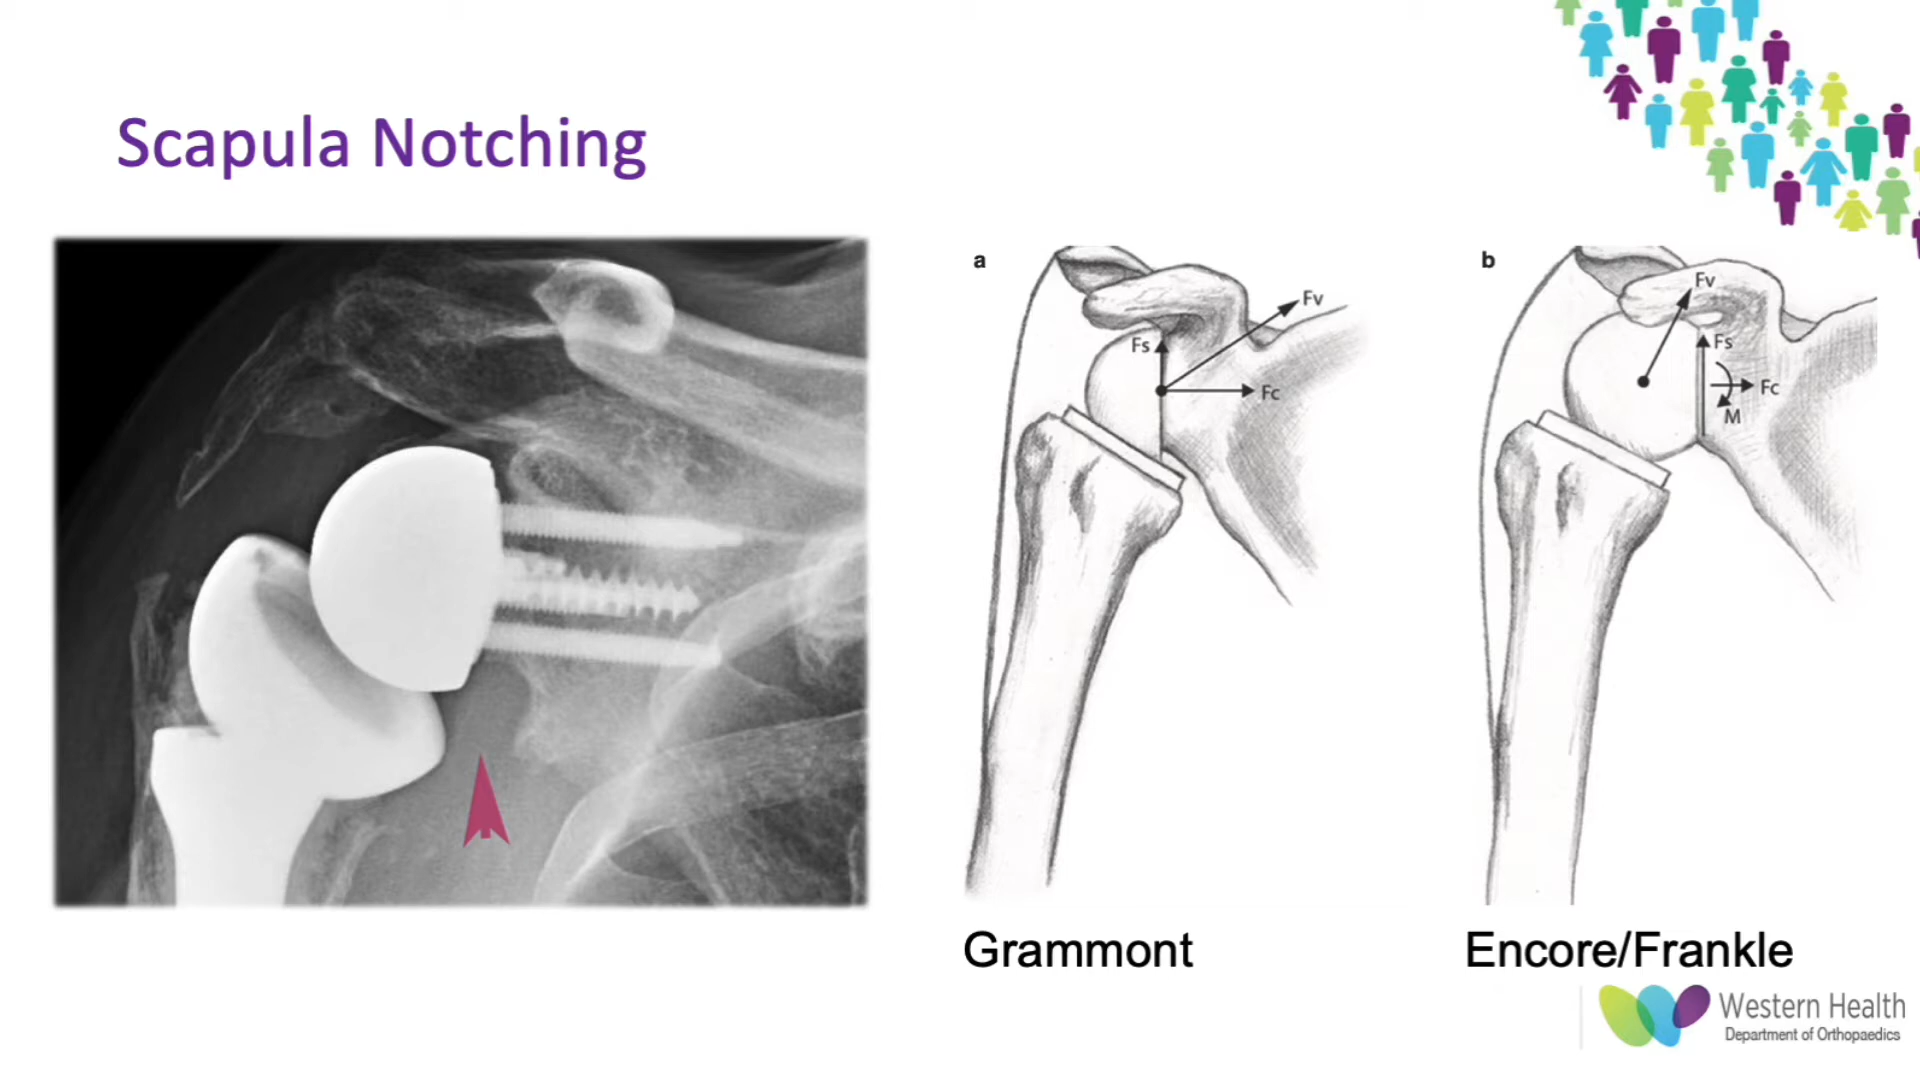 Scapula Notching
a
Fv
Fs
Fc
b
Fv
Fs
Fc
M
Grammont
Encore/Frankle
Western Health
Department of Orthopaedics